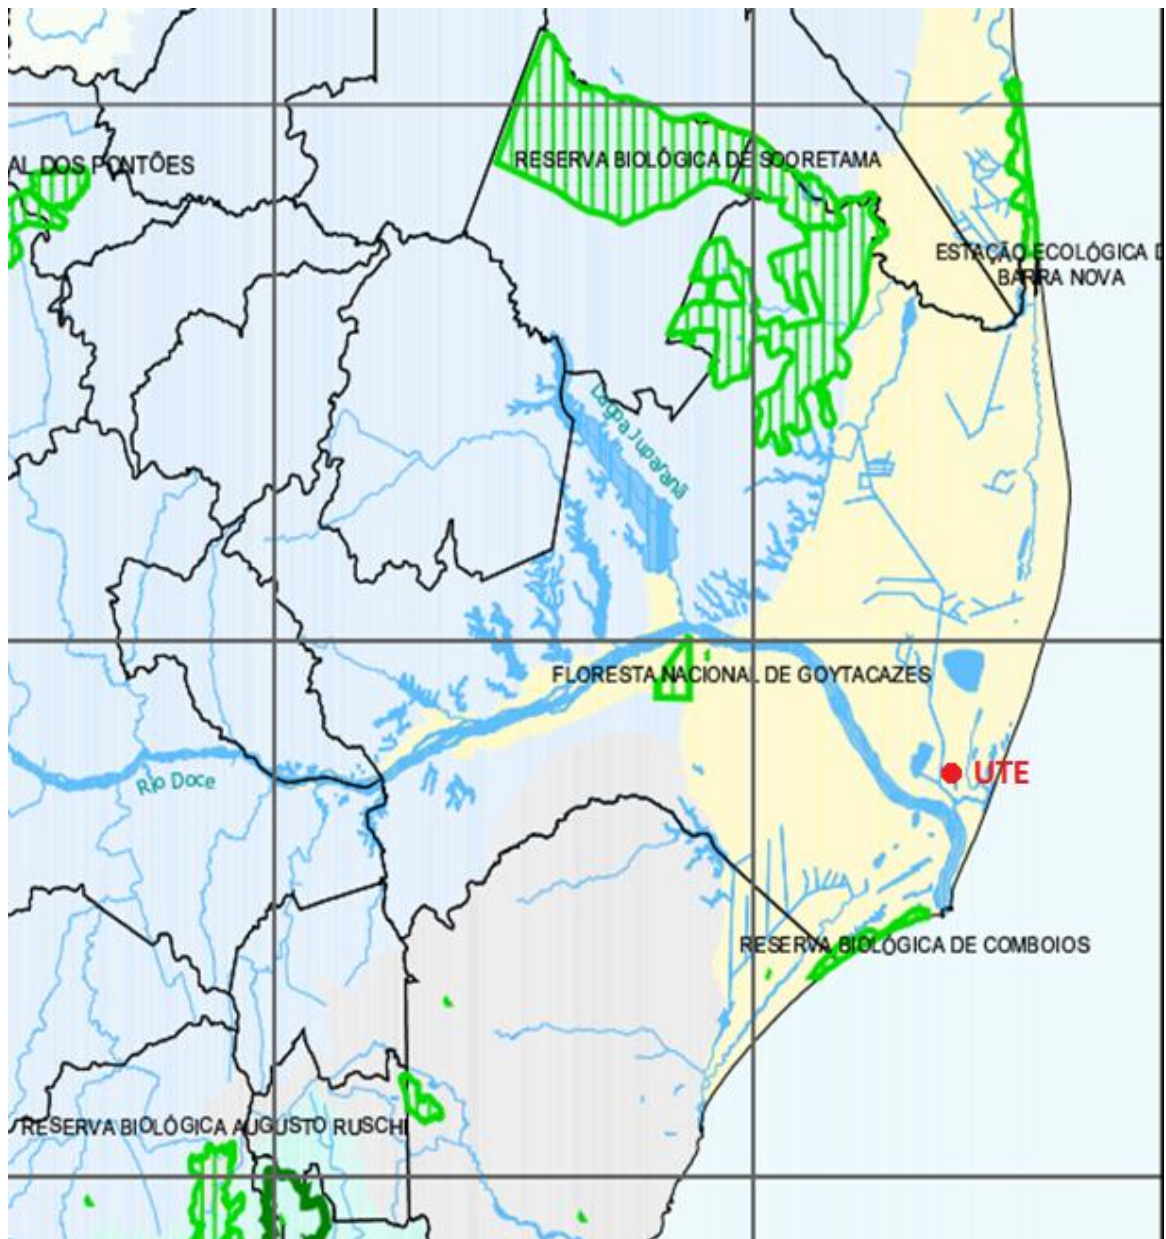 RESERVA BIOLÓGICA DE SOORETAMA
AL DOS PONTÕES
ESTAÇÃO ECOLÓGICA D
BARRA NOVA
Lagoa Juparanã
FLORESTA NACIONAL DE GOYTACAZES
UTE
Rio Doce
RESERVA BIOLÓGICA DE COMBOIOS
RESERVA BIOLÓGICA AUGUSTO RUSCHI